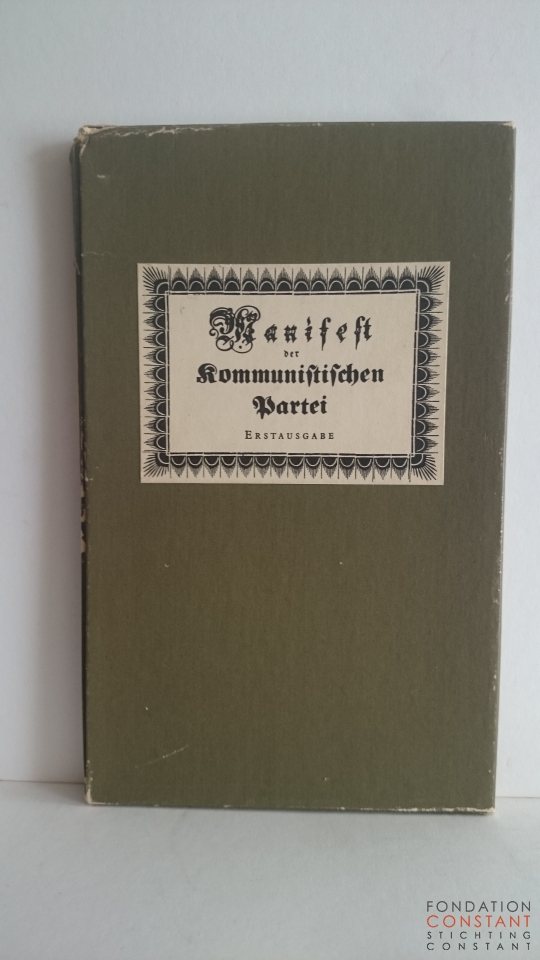 Manifest
der
Kommunistischen
Partei
ERSTAUSGABE
FONDATION
CONSTANT
STICHTING
CONSTANT